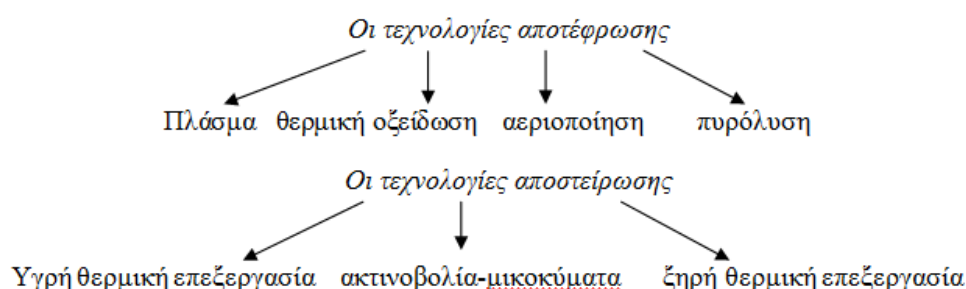 Οι τεχνολογίες αποτέφρωσης
Πλάσμα θερμική οξείδωση αεριοποίηση πυρόλυση
Οι τεχνολογίες αποστείρωσης
Υγρή θερμική επεξεργασία ακτινοβολία-μικοκύματα ξηρή θερμική επεξεργασία